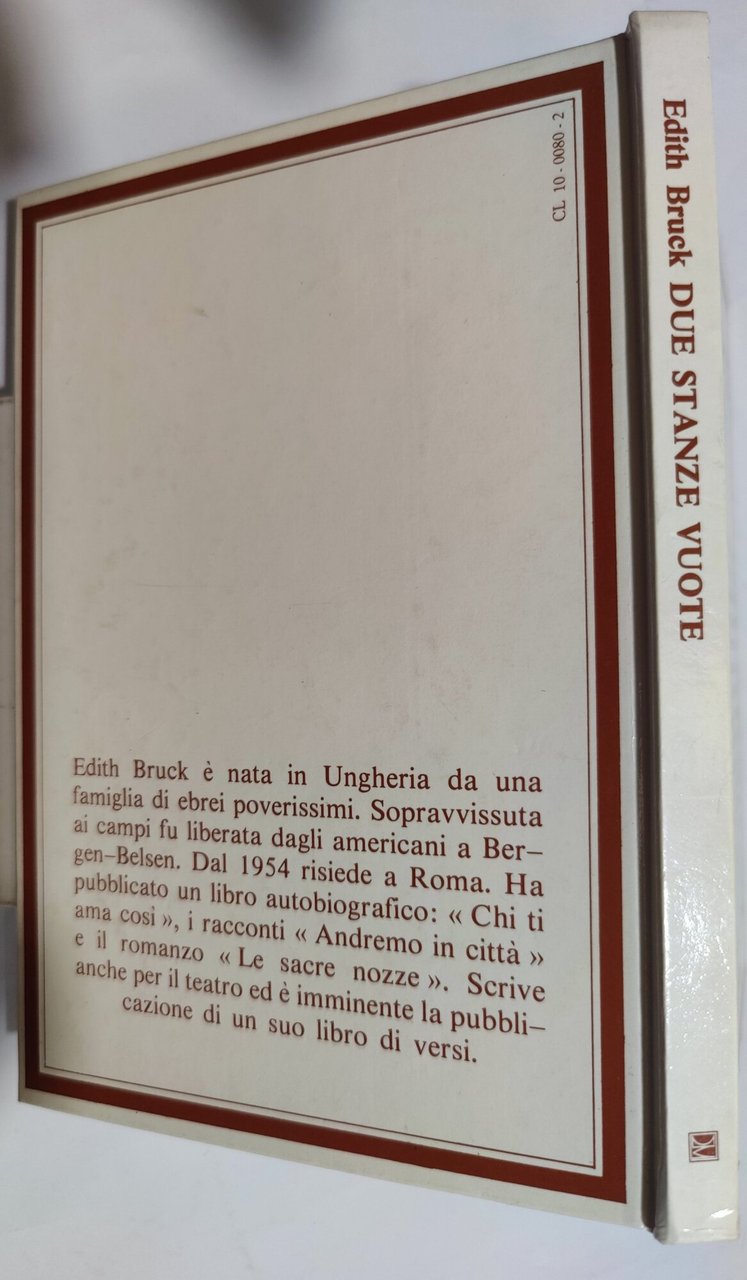 CL 10 - 0080 - 2
Edith Bruck è nata in Ungheria da una
famiglia di ebrei poverissimi. Sopravvissuta
ai campi fu liberata dagli americani a Ber–
gen–Belsen. Dal 1954 risiede a Roma. Ha
pubblicato un libro autobiografico: « Chi ti
ama così », i racconti « Andremo in città »
e il romanzo « Le sacre nozze ». Scrive
anche per il teatro ed è imminente la pubbli–
cazione di un suo libro di versi.
Edith Bruck DUE STANZE VUOTE